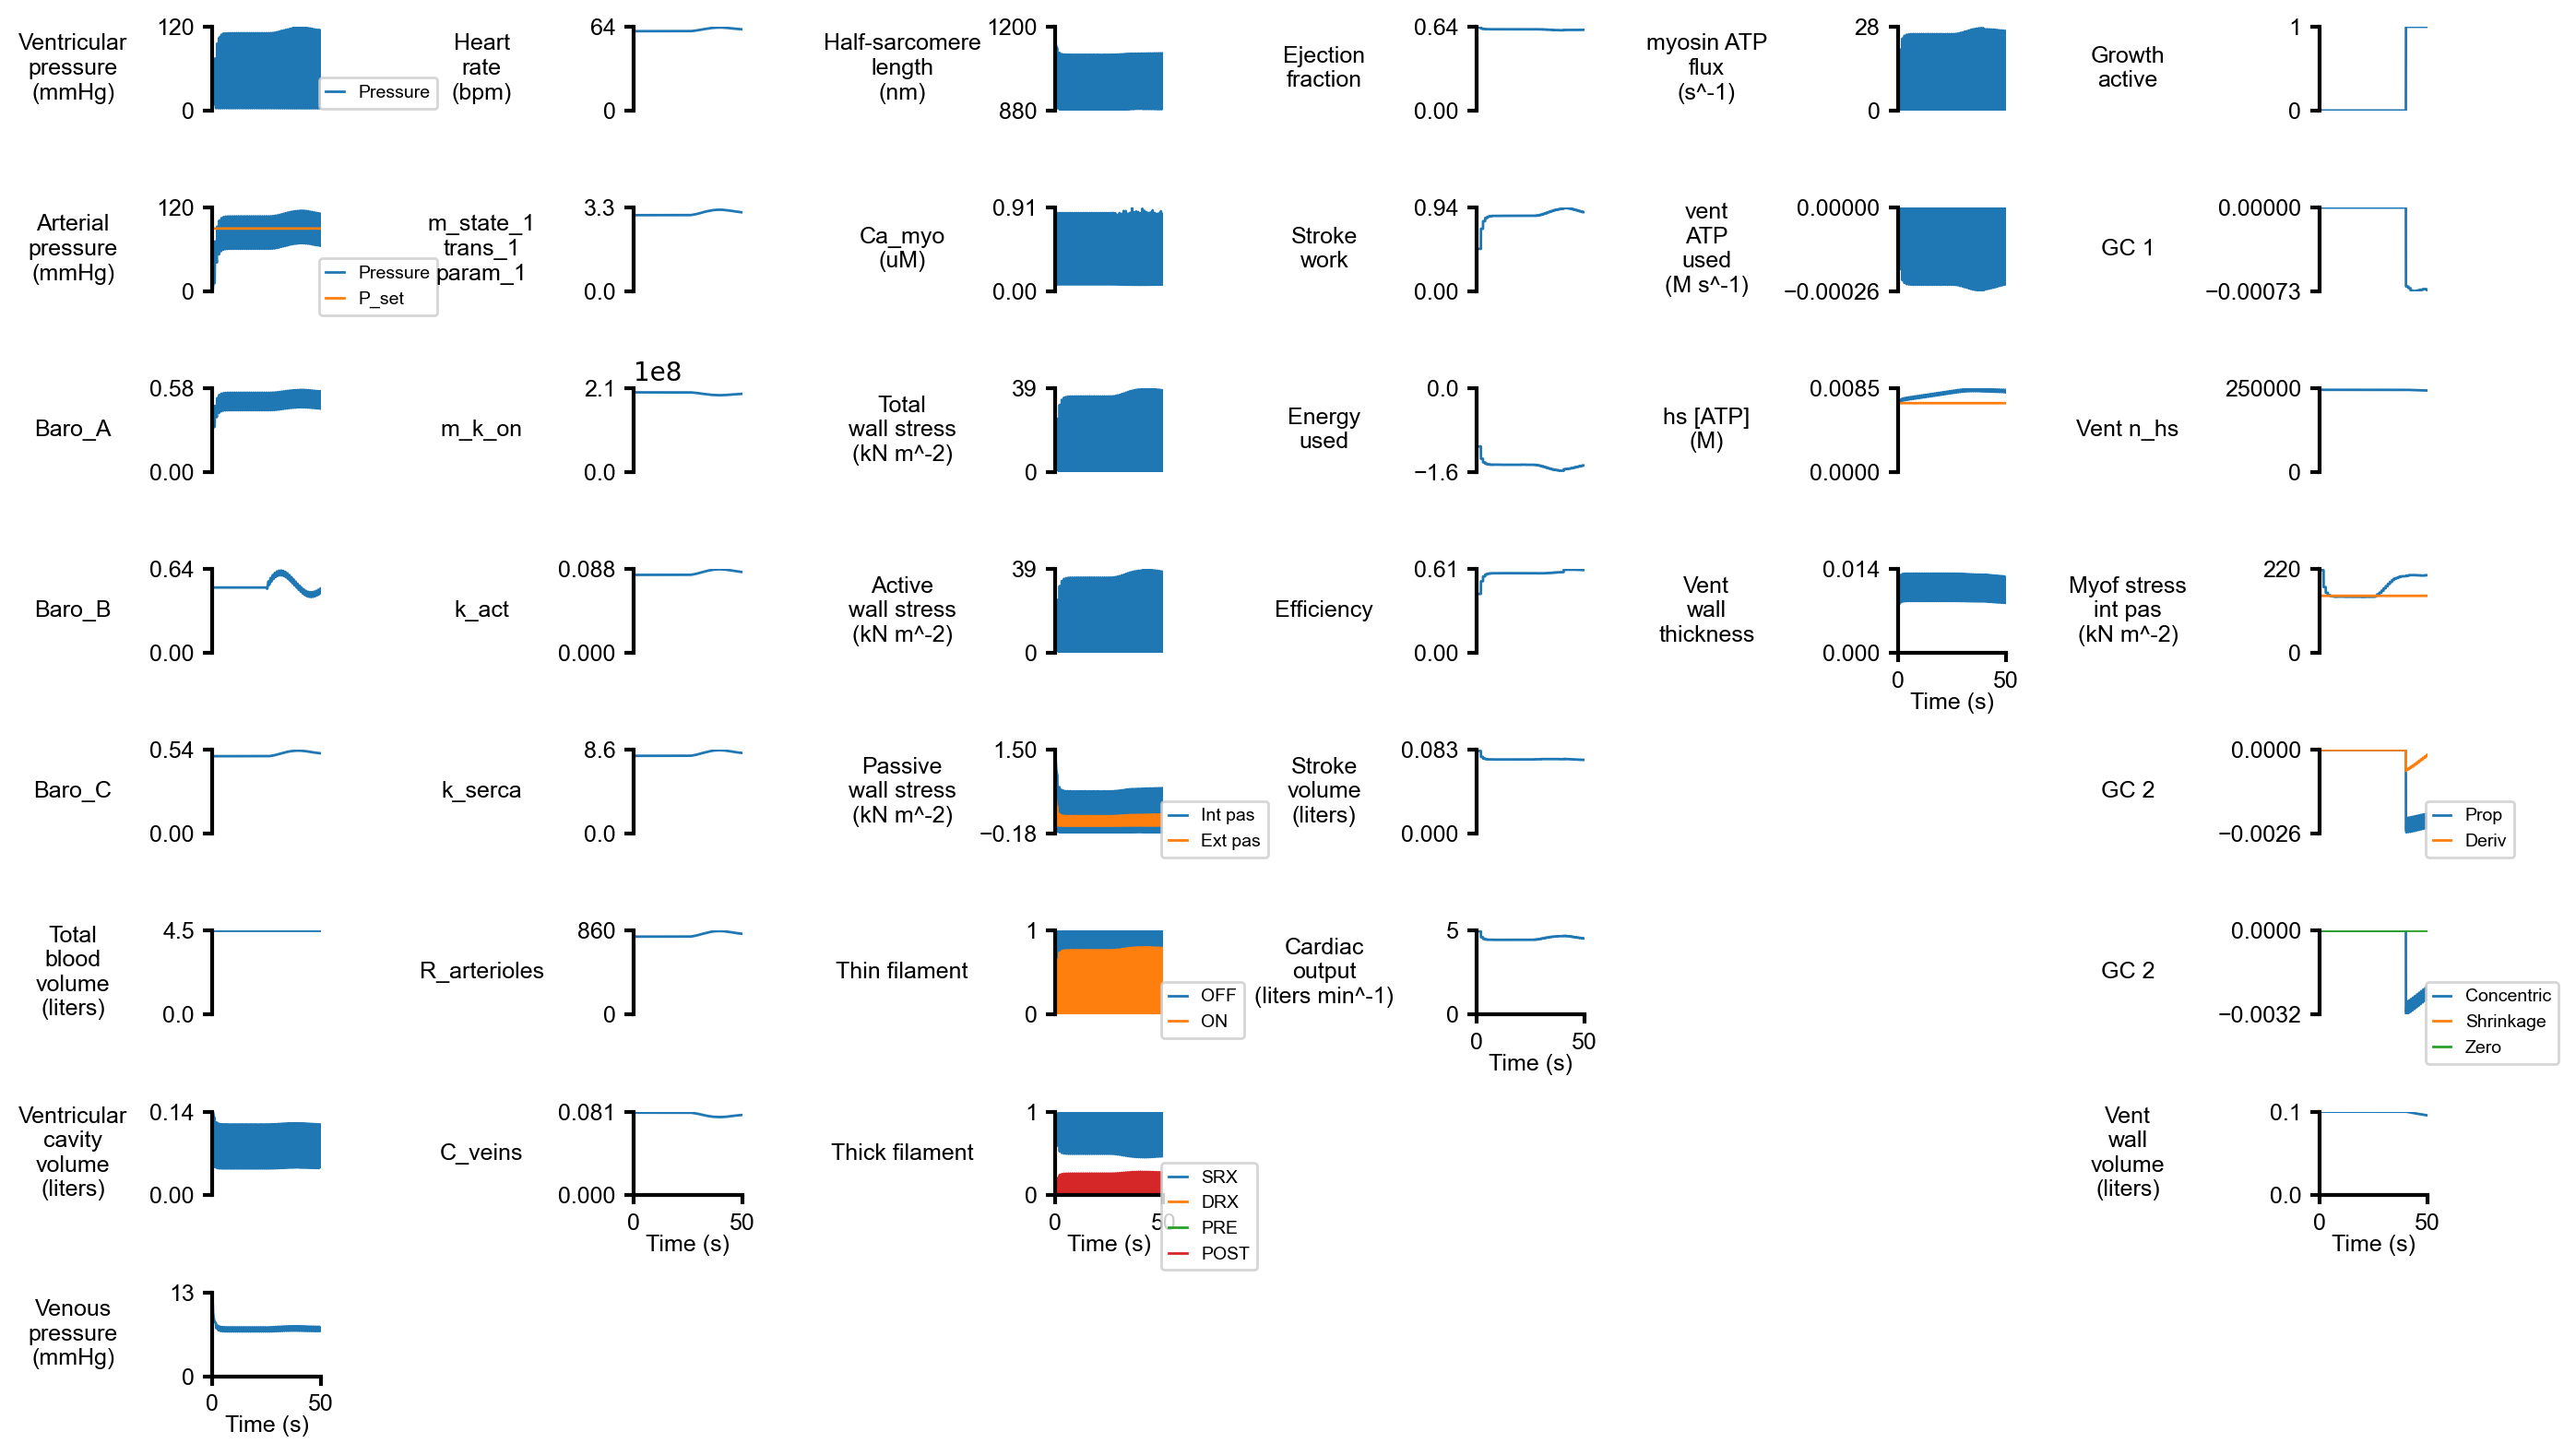 Ventricular
pressure
(mmHg)
120
0
Pressure
Arterial
pressure
(mmHg)
120
0
Pressure
P_set
Baro_A
0.58
0.00
Baro_B
0.64
0.00
Baro_C
0.54
0.00
Total
blood
volume
(liters)
4.5
0.0
Ventricular
cavity
volume
(liters)
0.14
0.00
Venous
pressure
(mmHg)
13
0
0
50
Time (s)
Heart
rate
(bpm)
64
0
m_state_1
trans_1
param_1
3.3
0.0
m_k_on
1e8
2.1
0.0
k_act
0.088
0.000
k_serca
8.6
0.0
R_arterioles
860
0
C_veins
0.081
0.000
0
50
Time (s)
Half-sarcomere
length
(nm)
1200
880
Ca_myo
(uM)
0.91
0.00
Total
wall stress
(kN m^-2)
39
0
Active
wall stress
(kN m^-2)
39
0
Passive
wall stress
(kN m^-2)
1.50
−0.18
Int pas
Ext pas
Thin filament
1
0
OFF
ON
Thick filament
1
0
0
50
Time (s)
SRX
DRX
PRE
POST
Ejection
fraction
0.64
0.00
Stroke
work
0.94
0.00
Energy
used
0.0
−1.6
Efficiency
0.61
0.00
Stroke
volume
(liters)
0.083
0.000
Cardiac
output
(liters min^-1)
5
0
0
50
Time (s)
myosin ATP
flux
(s^-1)
28
0
vent
ATP
used
(M s^-1)
0.00000
−0.00026
hs [ATP]
(M)
0.0085
0.0000
Vent
wall
thickness
0.014
0.000
0
50
Time (s)
Growth
active
1
0
GC 1
0.00000
−0.00073
Vent n_hs
250000
0
Myof stress
int pas
(kN m^-2)
220
0
GC 2
0.0000
−0.0026
Prop
Deriv
GC 2
0.0000
−0.0032
Concentric
Shrinkage
Zero
Vent
wall
volume
(liters)
0.1
0.0
0
50
Time (s)